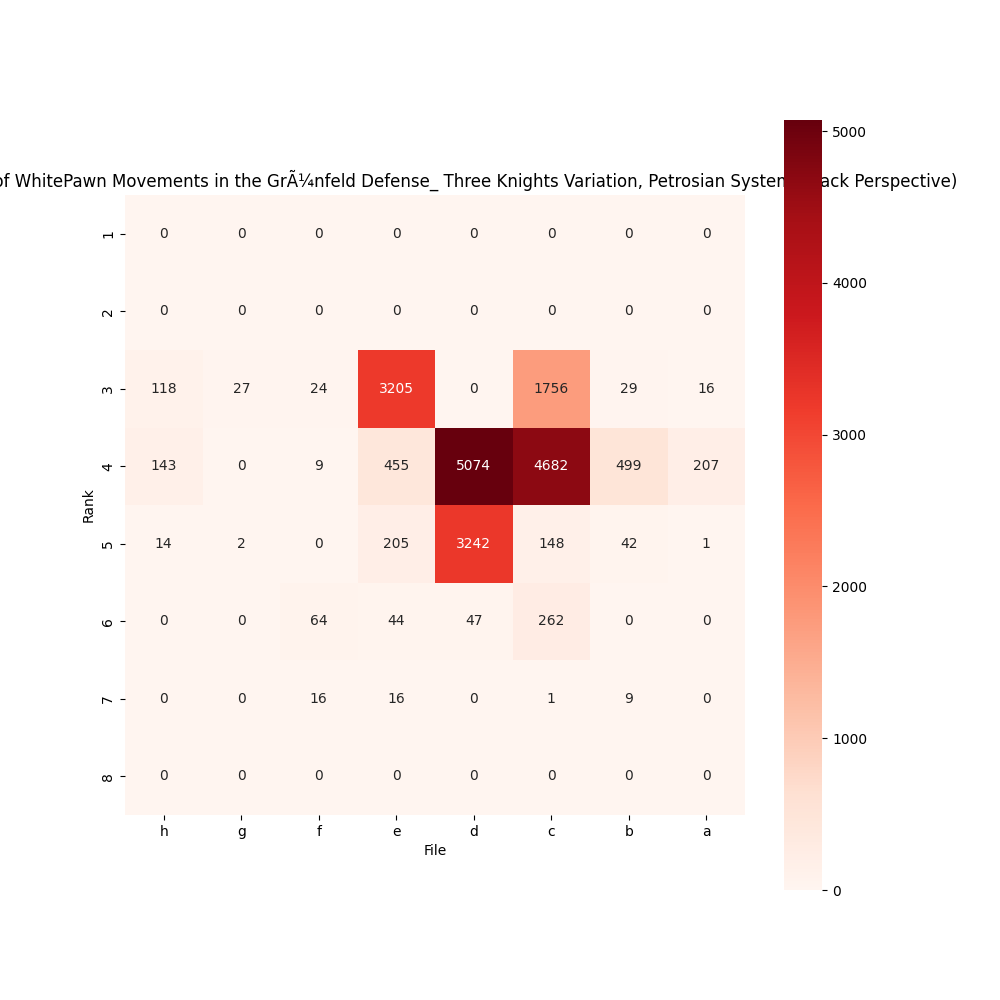 of WhitePawn Movements in the GrÃ¼nfeld Defense_ Three Knights Variation, Petrosian System ack Perspective)
5000
1 0 0 0 0 0 0 0 0
2 0 0 0 0 0 0 0 0
4000
3 118 27 24 3205 0 1756 29 16
3000
4 143 0 9 455 5074 4682 499 207
Rank
5 14 2 0 205 3242 148 42 1
2000
6 0 0 64 44 47 262 0 0
7 0 0 16 16 0 1 9 0
1000
8 0 0 0 0 0 0 0 0
h g f e d c b a
File
0